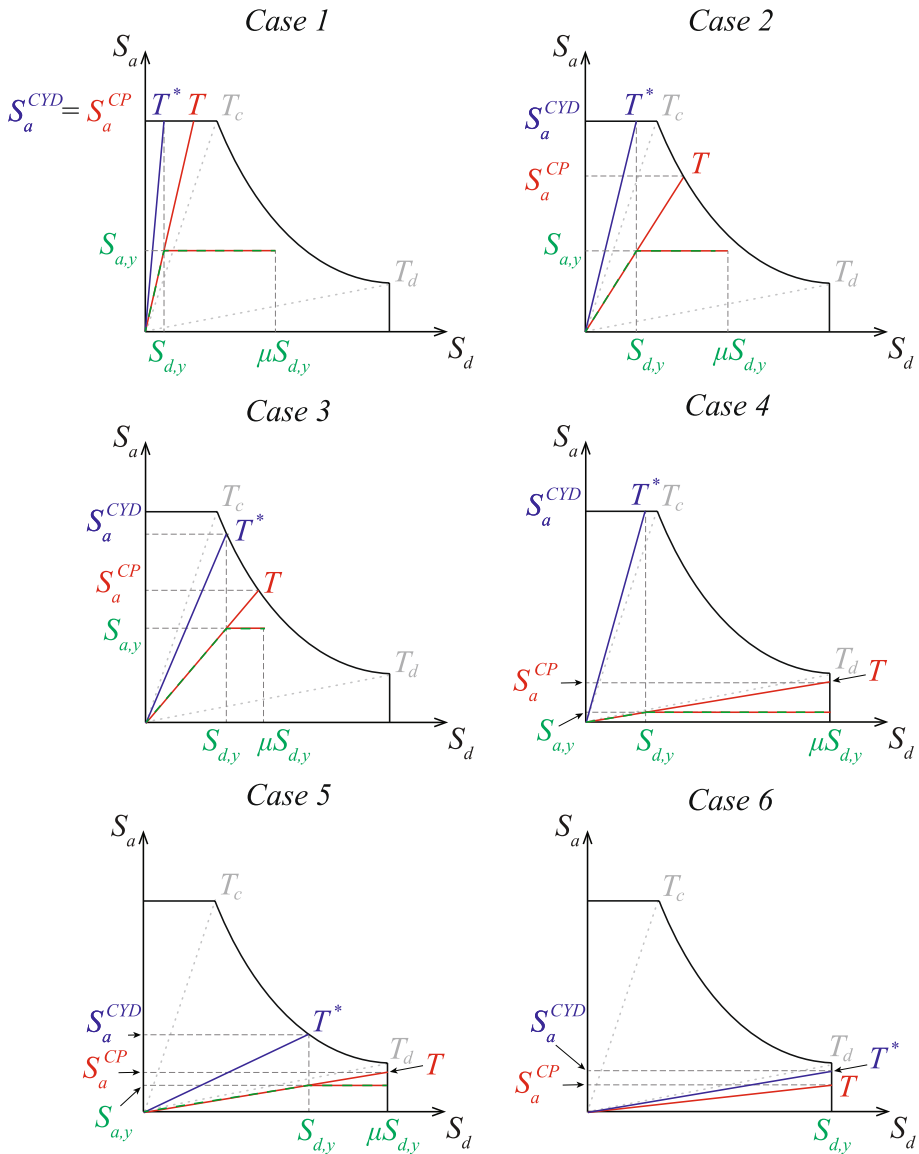 Case 1
S_a
S_a^CYD = S_a^CP T* T T_c
S_a,y
T_d
S_d,y μS_d,y S_d
Case 2
S_a
S_a^CYD T* T_c
S_a^CP T
S_a,y
T_d
S_d,y μS_d,y S_d
Case 3
S_a
T_c
S_a^CYD T*
S_a^CP T
S_a,y
T_d
S_d,y μS_d,y S_d
Case 4
S_a
S_a^CYD T* T_c
T_d
S_a^CP T
S_a,y
S_d,y μS_d,y S_d
Case 5
S_a
T_c
S_a^CYD T*
T_d
S_a^CP T
S_a,y
S_d,y μS_d,y S_d
Case 6
S_a
T_c
S_a^CYD T_d
T*
S_a^CP T
S_d,y S_d